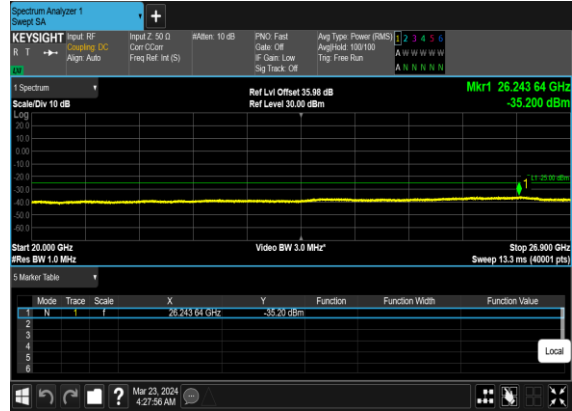 Spectrum Analyzer 1
Swept SA
+
KEYSIGHT Input: RF Input Z: 50 Ω #Atten: 10 dB PNO: Fast Avg Type: Power (RMS) 1 2 3 4 5 6
R T Coupling: DC Corr CCorr Gate: Off Avg|Hold: 100/100 A W W W W W
Align: Auto Freq Ref: Int (S) IF Gain: Low Trig: Free Run
Sig Track: Off A N N N N N
LW
1 Spectrum Ref Lvl Offset 35.98 dB Mkr1 26.243 64 GHz
Scale/Div 10 dB Ref Level 30.00 dBm -35.200 dBm
Log
20.0
10.0
0.00
-10.0
-20.0
L1 -25.00 dBm
1
-30.0
-40.0
-50.0
-60.0
Start 20.000 GHz Video BW 3.0 MHz* Stop 26.900 GHz
#Res BW 1.0 MHz Sweep 13.3 ms (40001 pts)
5 Marker Table
Mode Trace Scale X Y Function Function Width Function Value
1 N 1 f 26.243 64 GHz -35.20 dBm
2
3
4
5
6
Local
? Mar 23, 2024
4:27:56 AM